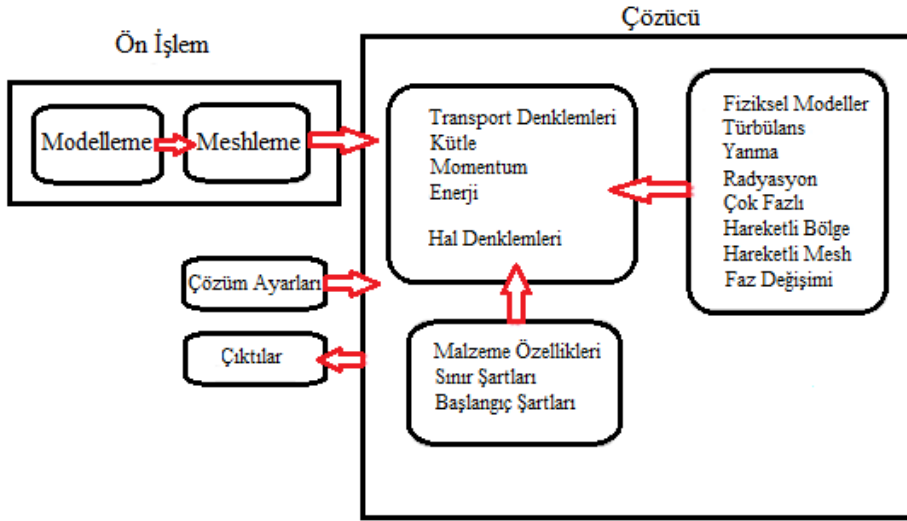 Ön İşlem
Modelleme
Meshleme
Çözüm Ayarları
Çıktılar
Çözücü
Transport Denklemleri
Kütle
Momentum
Enerji
Hal Denklemleri
Malzeme Özellikleri
Sınır Şartları
Başlangıç Şartları
Fiziksel Modeller
Türbülans
Yanma
Radyasyon
Çok Fazlı
Hareketli Bölge
Hareketli Mesh
Faz Değişimi